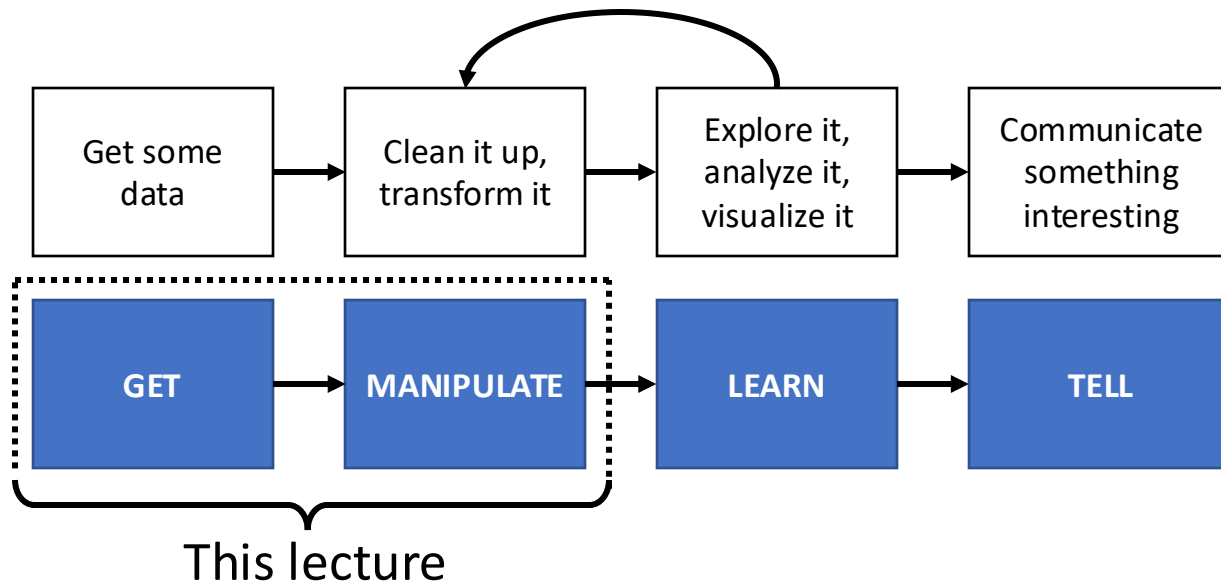 Get some
data
Clean it up,
transform it
Explore it,
analyze it,
visualize it
Communicate
something
interesting
GET
MANIPULATE
LEARN
TELL
This lecture